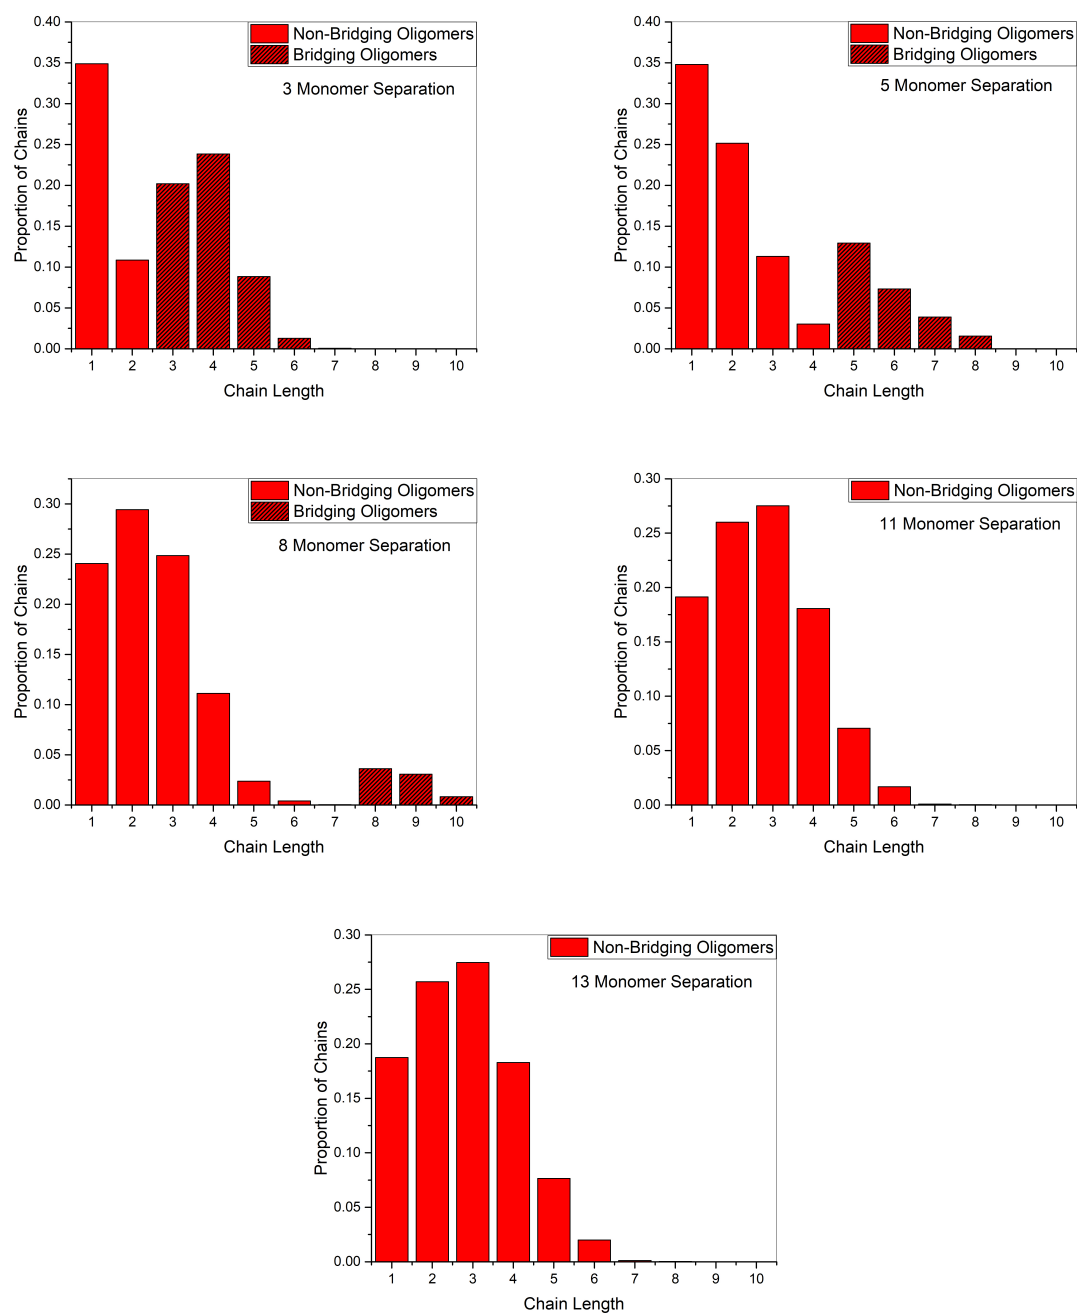 0.40
0.35
0.30
0.25
0.20
0.15
0.10
0.05
0.00
Proportion of Chains
Non-Bridging Oligomers
Bridging Oligomers
3 Monomer Separation
1 2 3 4 5 6 7 8 9 10
Chain Length
0.40
0.35
0.30
0.25
0.20
0.15
0.10
0.05
0.00
Proportion of Chains
Non-Bridging Oligomers
Bridging Oligomers
5 Monomer Separation
1 2 3 4 5 6 7 8 9 10
Chain Length
0.30
0.25
0.20
0.15
0.10
0.05
0.00
Proportion of Chains
Non-Bridging Oligomers
Bridging Oligomers
8 Monomer Separation
1 2 3 4 5 6 7 8 9 10
Chain Length
0.30
0.25
0.20
0.15
0.10
0.05
0.00
Proportion of Chains
Non-Bridging Oligomers
11 Monomer Separation
1 2 3 4 5 6 7 8 9 10
Chain Length
0.30
0.25
0.20
0.15
0.10
0.05
0.00
Proportion of Chains
Non-Bridging Oligomers
13 Monomer Separation
1 2 3 4 5 6 7 8 9 10
Chain Length